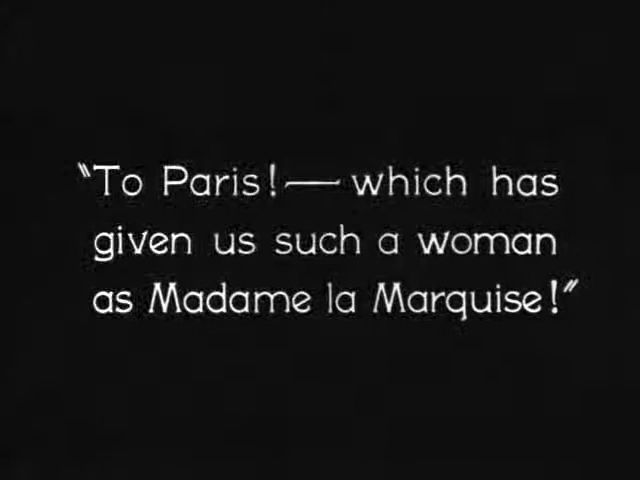 "To Paris!—which has
given us such a woman
as Madame la Marquise!"